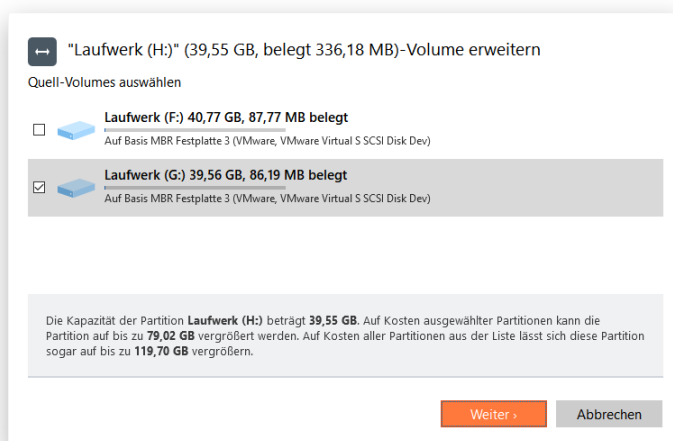 "Laufwerk (H:)" (39,55 GB, belegt 336,18 MB)-Volume erweitern
Quell-Volumes auswählen
Laufwerk (F:) 40,77 GB, 87,77 MB belegt
Auf Basis MBR Festplatte 3 (VMware, VMware Virtual S SCSI Disk Dev)
Laufwerk (G:) 39,56 GB, 86,19 MB belegt
Auf Basis MBR Festplatte 3 (VMware, VMware Virtual S SCSI Disk Dev)
Die Kapazität der Partition Laufwerk (H:) beträgt 39,55 GB. Auf Kosten ausgewählter Partitionen kann die
Partition auf bis zu 79,02 GB vergrößert werden. Auf Kosten aller Partitionen aus der Liste lässt sich diese Partition
sogar auf bis zu 119,70 GB vergrößern.
Weiter ›
Abbrechen